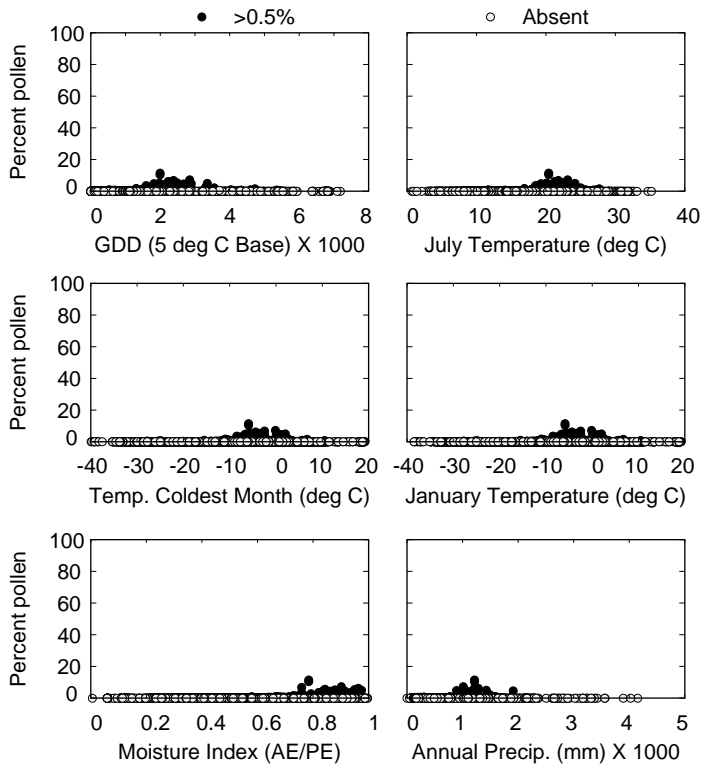 >0.5%
Absent
Percent pollen
100
80
60
40
20
0
0 2 4 6 8
GDD (5 deg C Base) X 1000
0 10 20 30 40
July Temperature (deg C)
Percent pollen
100
80
60
40
20
0
-40 -30 -20 -10 0 10 20
Temp. Coldest Month (deg C)
-40 -30 -20 -10 0 10 20
January Temperature (deg C)
Percent pollen
100
80
60
40
20
0
0 0.2 0.4 0.6 0.8 1
Moisture Index (AE/PE)
0 1 2 3 4 5
Annual Precip. (mm) X 1000